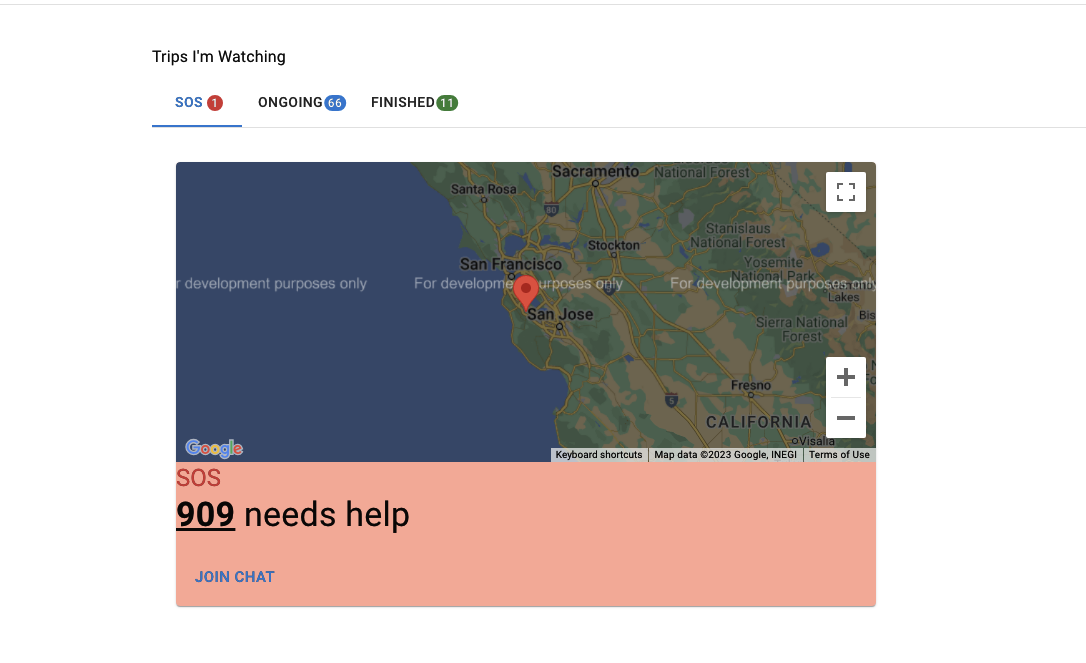 Trips I'm Watching
SOS 1 ONGOING 66 FINISHED 11
Sacramento
National Forest
Santa Rosa
80
Stanislaus
National Forest
Stockton
San Francisco
Yosemite
National Park
r development purposes only
For development purposes only
For development purposes only
Lakes
San Jose
Sierra National
Forest
Bis
Fresno
5
CALIFORNIA
Visalia
Google
Keyboard shortcuts
Map data ©2023 Google, INEGI
Terms of Use
SOS
909 needs help
JOIN CHAT